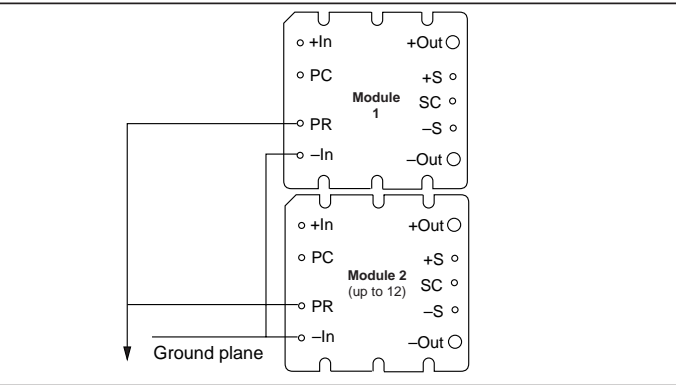 +In +Out
PC +S
Module
1
SC
PR –S
–In –Out
+In +Out
PC +S
Module 2
(up to 12)
SC
PR –S
–In –Out
Ground plane